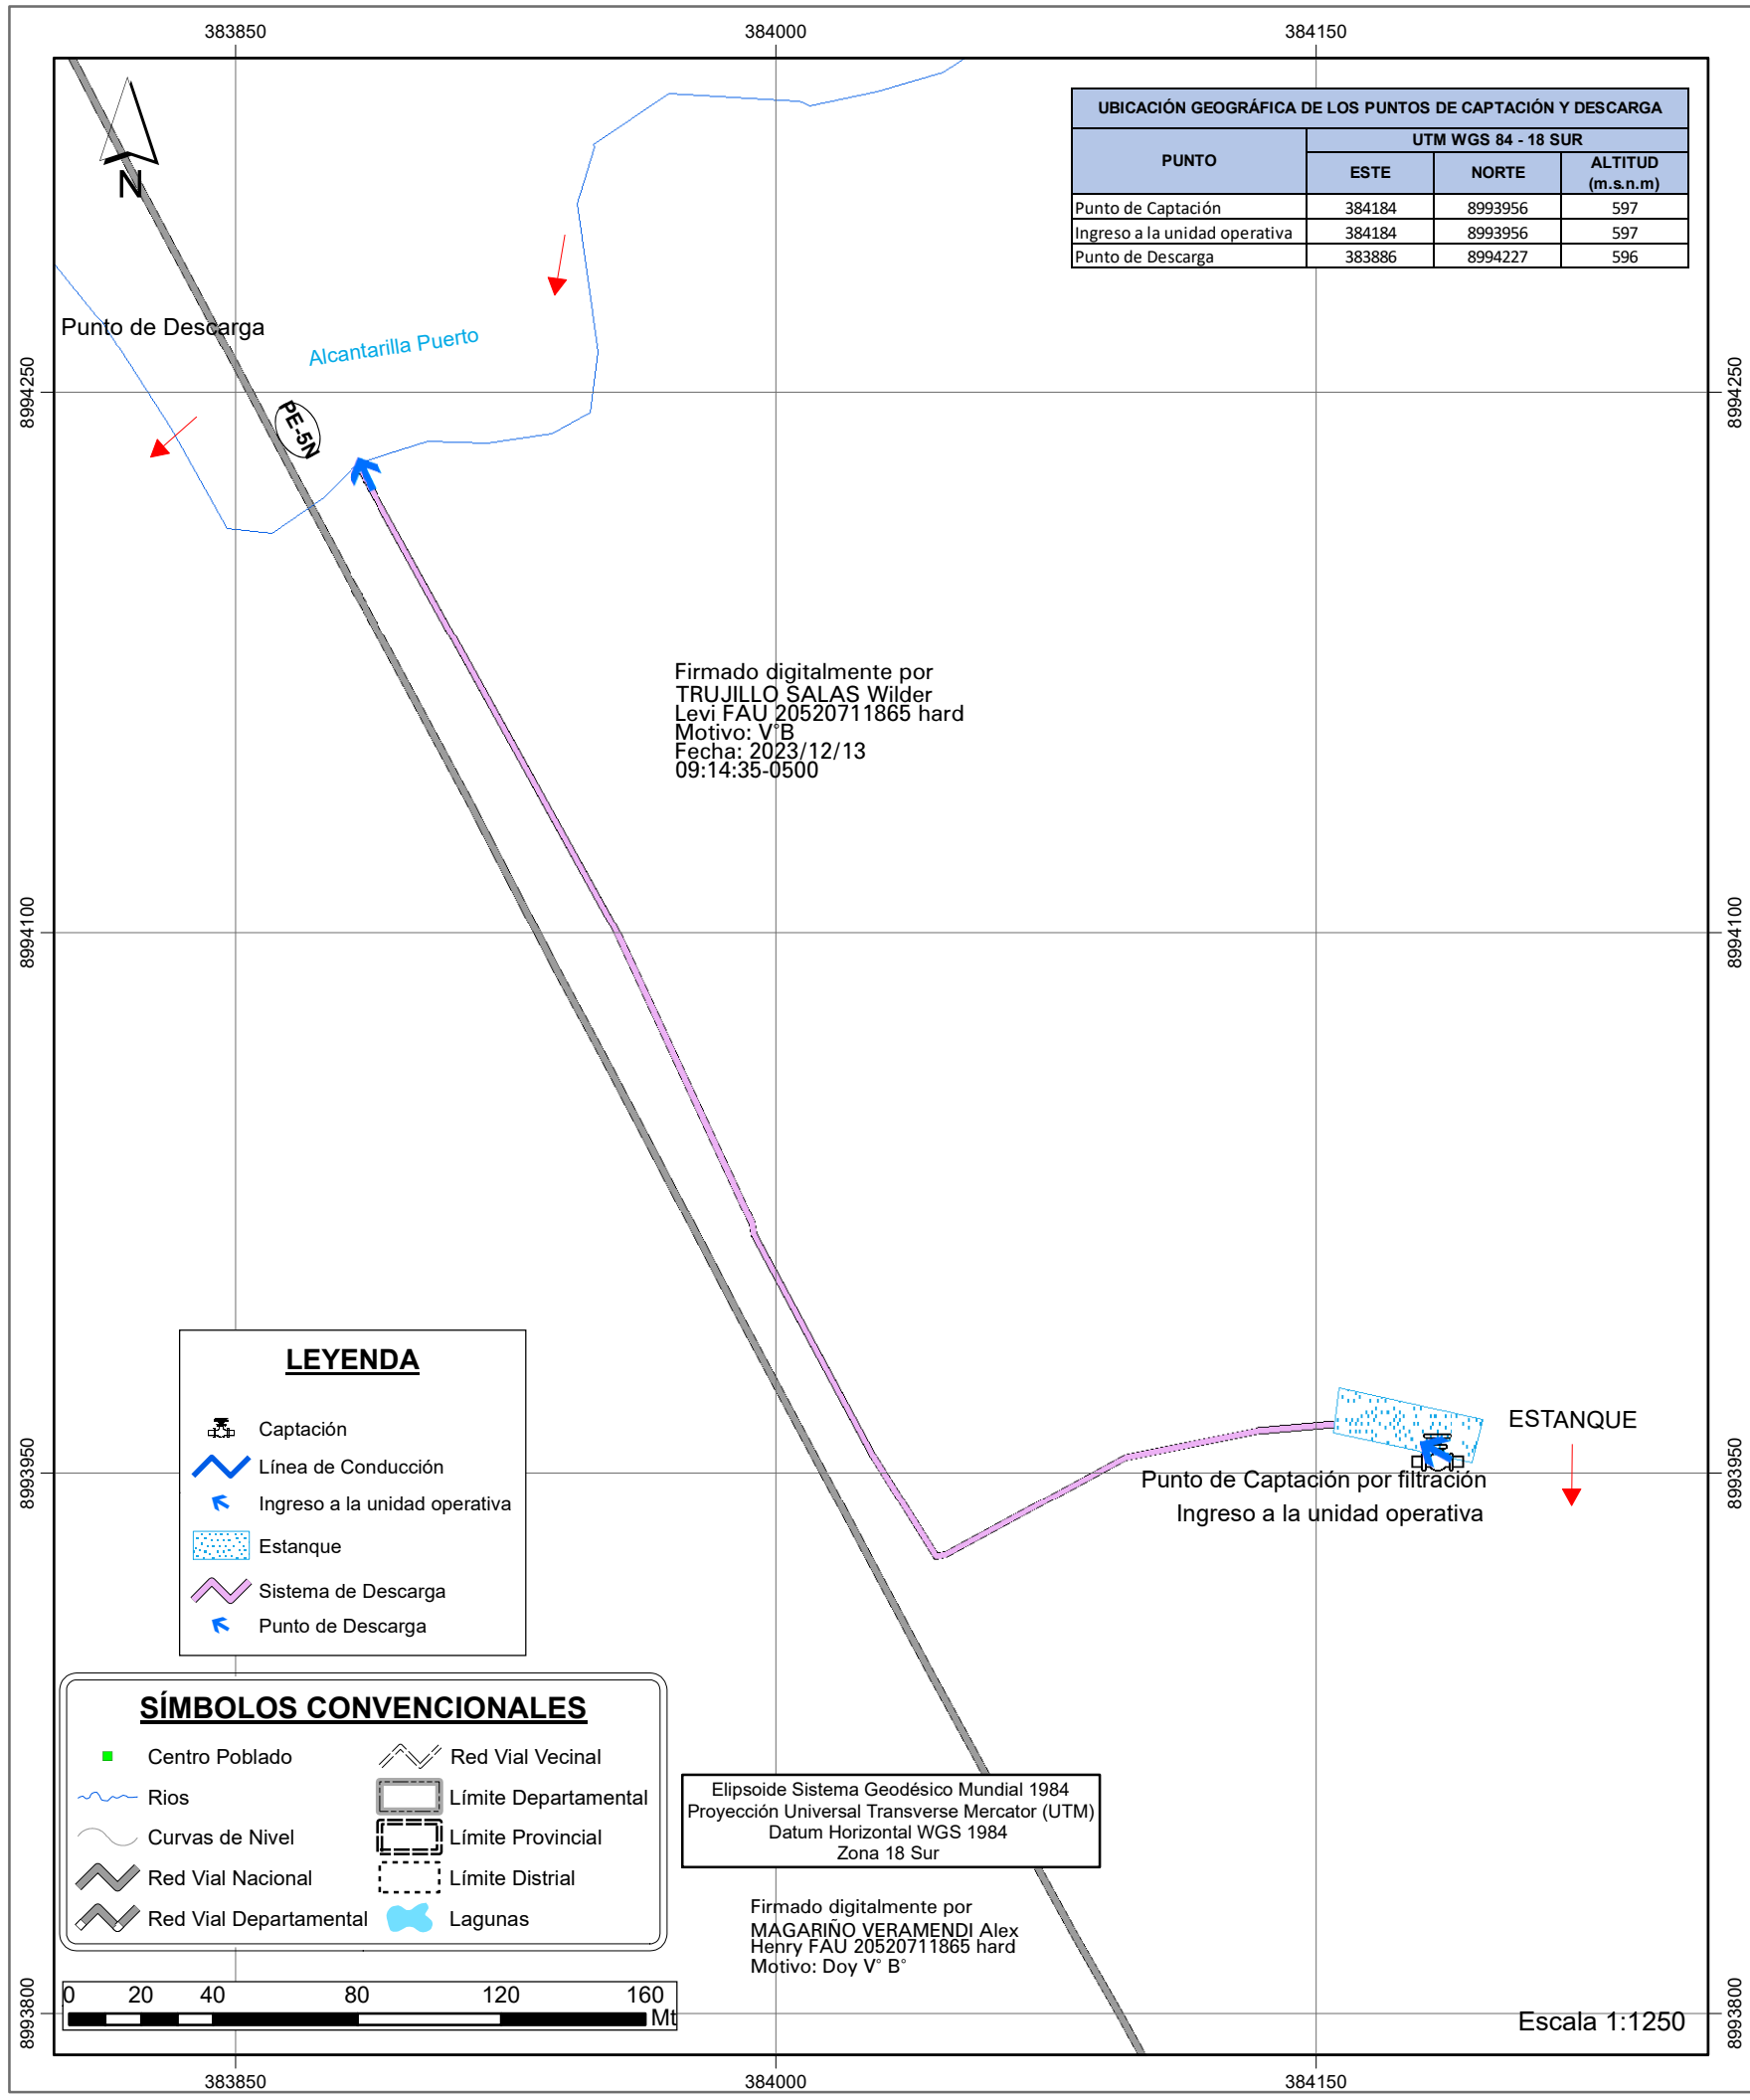 383850 384000 384150
UBICACIÓN GEOGRÁFICA DE LOS PUNTOS DE CAPTACIÓN Y DESCARGA
PUNTO
UTM WGS 84 - 18 SUR
ESTE NORTE ALTITUD
(m.s.n.m)
Punto de Captación 384184 8993956 597
Ingreso a la unidad operativa 384184 8993956 597
Punto de Descarga 383886 8994227 596
N
Punto de Descarga
Alcantarilla Puerto
8994250 8994250
PE-5N
Firmado digitalmente por
TRUJILLO SALAS Wilder
Levi FAU 20520711865 hard
Motivo: V°B
Fecha: 2023/12/13
09:14:35-0500
8994100 8994100
ESTANQUE
8993950 8993950
Punto de Captación por filtración
Ingreso a la unidad operativa
LEYENDA
Captación
Línea de Conducción
Ingreso a la unidad operativa
Estanque
Sistema de Descarga
Punto de Descarga
SÍMBOLOS CONVENCIONALES
Centro Poblado
Rios
Curvas de Nivel
Red Vial Nacional
Red Vial Departamental
Red Vial Vecinal
Límite Departamental
Límite Provincial
Límite Distrial
Lagunas
Elipsoide Sistema Geodésico Mundial 1984
Proyección Universal Transverse Mercator (UTM)
Datum Horizontal WGS 1984
Zona 18 Sur
Firmado digitalmente por
MAGARIÑO VERAMENDI Alex
Henry FAU 20520711865 hard
Motivo: Doy V° B°
0 20 40 80 120 160
Mt
8993800 8993800
Escala 1:1250
383850 384000 384150